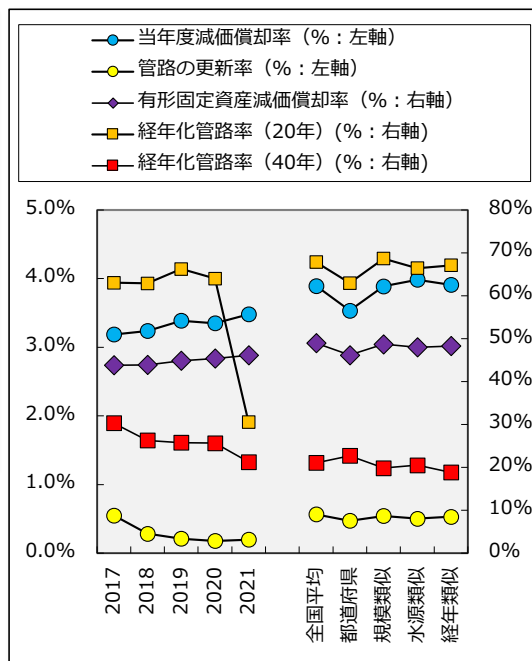 当年度減価償却率（%：左軸）
管路の更新率（%：左軸）
有形固定資産減価償却率（%：右軸）
経年化管路率（20年）(%：右軸)
経年化管路率（40年）(%：右軸)
5.0%
4.0%
3.0%
2.0%
1.0%
0.0%
80%
70%
60%
50%
40%
30%
20%
10%
0%
2017
2018
2019
2020
2021
全国平均
都道府県
規模類似
水源類似
経年類似